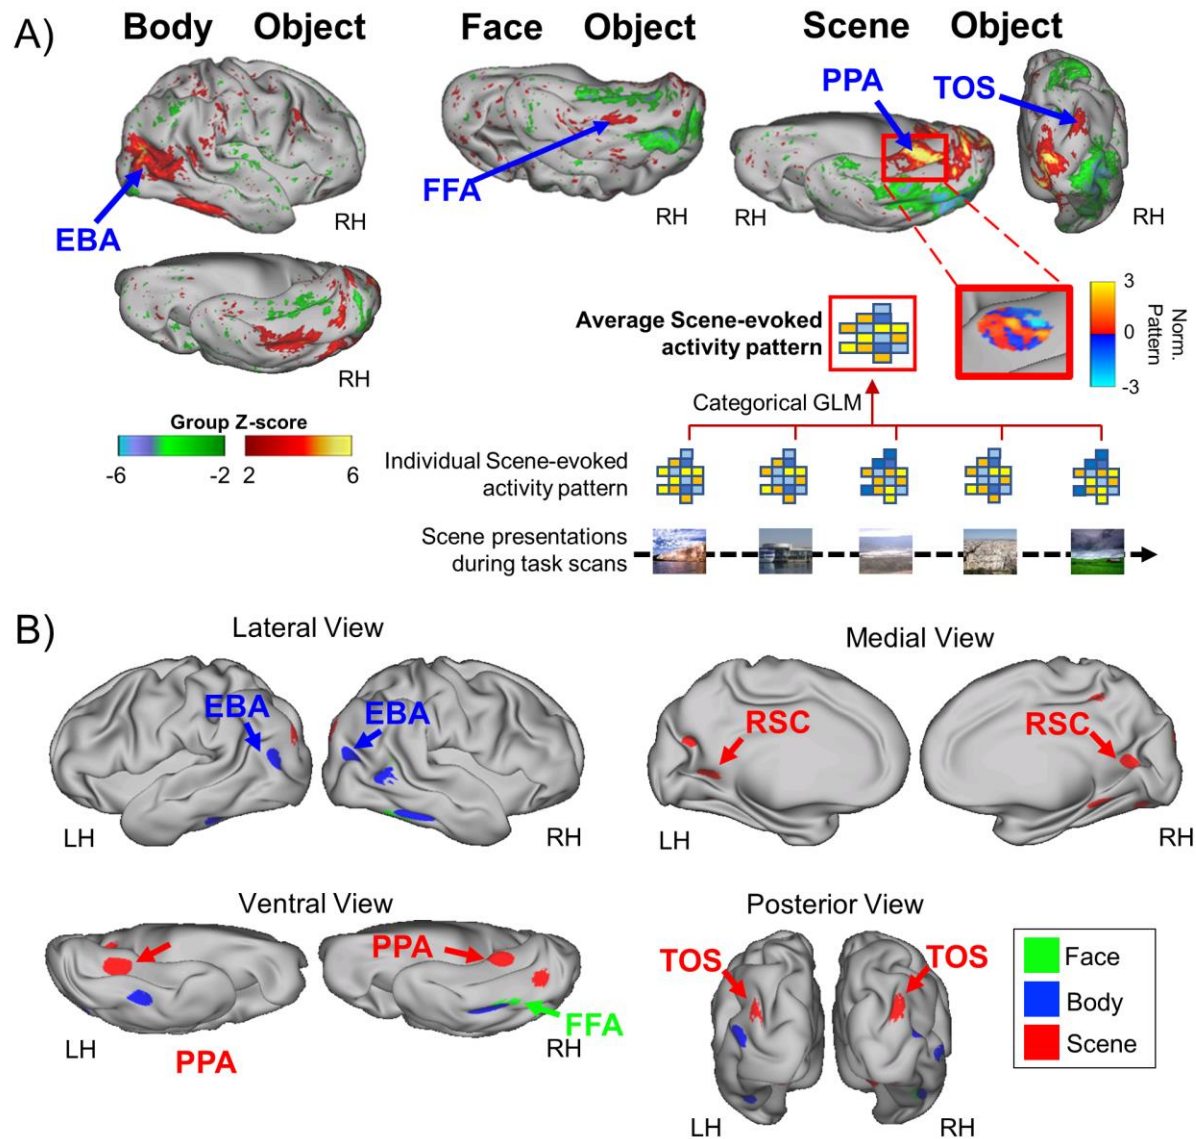 A)
Body Object
Face Object
Scene Object
PPA
TOS
FFA
EBA
RH
RH
RH
RH
RH
Average Scene-evoked
activity pattern
3
0
-3
Norm.
Pattern
Categorical GLM
Group Z-score
-6 -2 2 6
Individual Scene-evoked
activity pattern
Scene presentations
during task scans
B)
Lateral View
Medial View
EBA
EBA
RSC
RSC
LH
RH
LH
RH
Ventral View
Posterior View
PPA
TOS
TOS
FFA
LH
PPA
RH
LH
RH
Face
Body
Scene